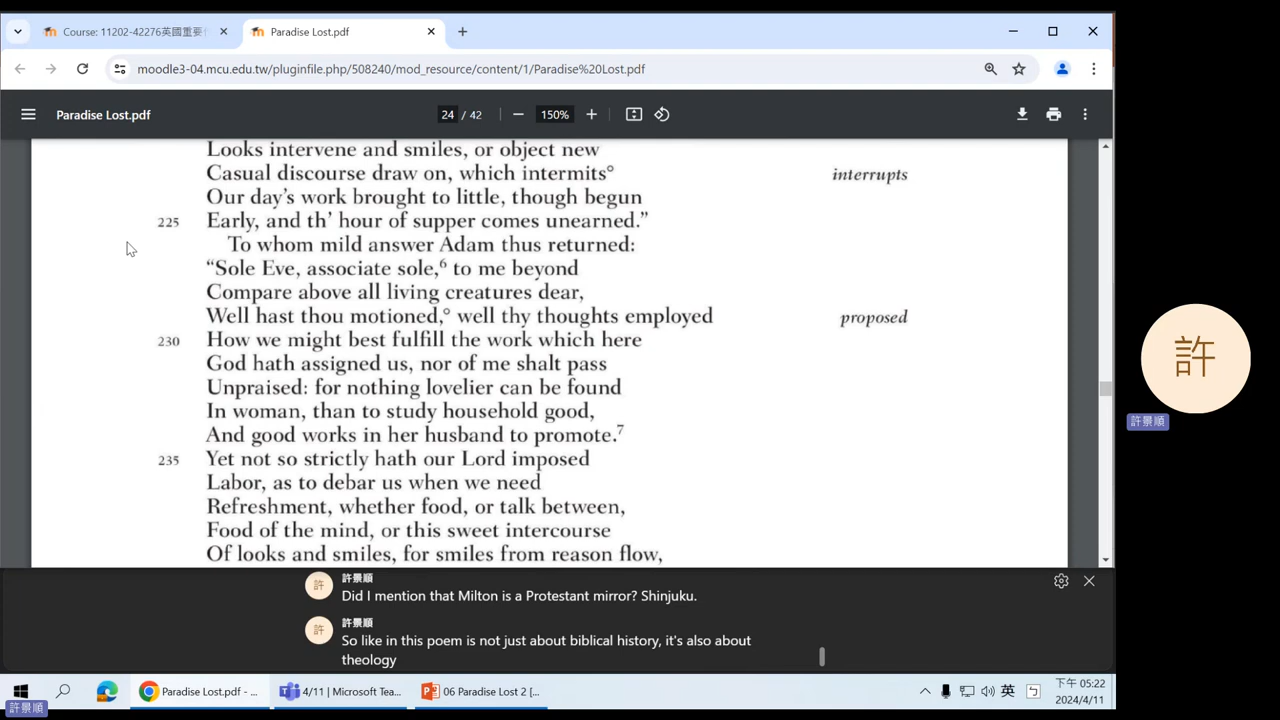 Course: 11202-42276英國重要
Paradise Lost.pdf
moodle3-04.mcu.edu.tw/pluginfile.php/508240/mod_resource/content/1/Paradise%20Lost.pdf
Paradise Lost.pdf
24 / 42
150%
Looks intervene and smiles, or object new
Casual discourse draw on, which intermits° interrupts
Our day's work brought to little, though begun
225 Early, and th' hour of supper comes unearned."
To whom mild answer Adam thus returned:
"Sole Eve, associate sole,6 to me beyond
Compare above all living creatures dear,
Well hast thou motioned,° well thy thoughts employed proposed
230 How we might best fulfill the work which here
God hath assigned us, nor of me shalt pass
Unpraised: for nothing lovelier can be found
In woman, than to study household good,
And good works in her husband to promote.7
235 Yet not so strictly hath our Lord imposed
Labor, as to debar us when we need
Refreshment, whether food, or talk between,
Food of the mind, or this sweet intercourse
Of looks and smiles, for smiles from reason flow,
許
許景順
許
許景順
Did I mention that Milton is a Protestant mirror? Shinjuku.
許
許景順
So like in this poem is not just about biblical history, it's also about
theology
Paradise Lost.pdf - ...
4/11 | Microsoft Tea...
06 Paradise Lost 2 [...
英
ㄅ
下午 05:22
2024/4/11
許景順